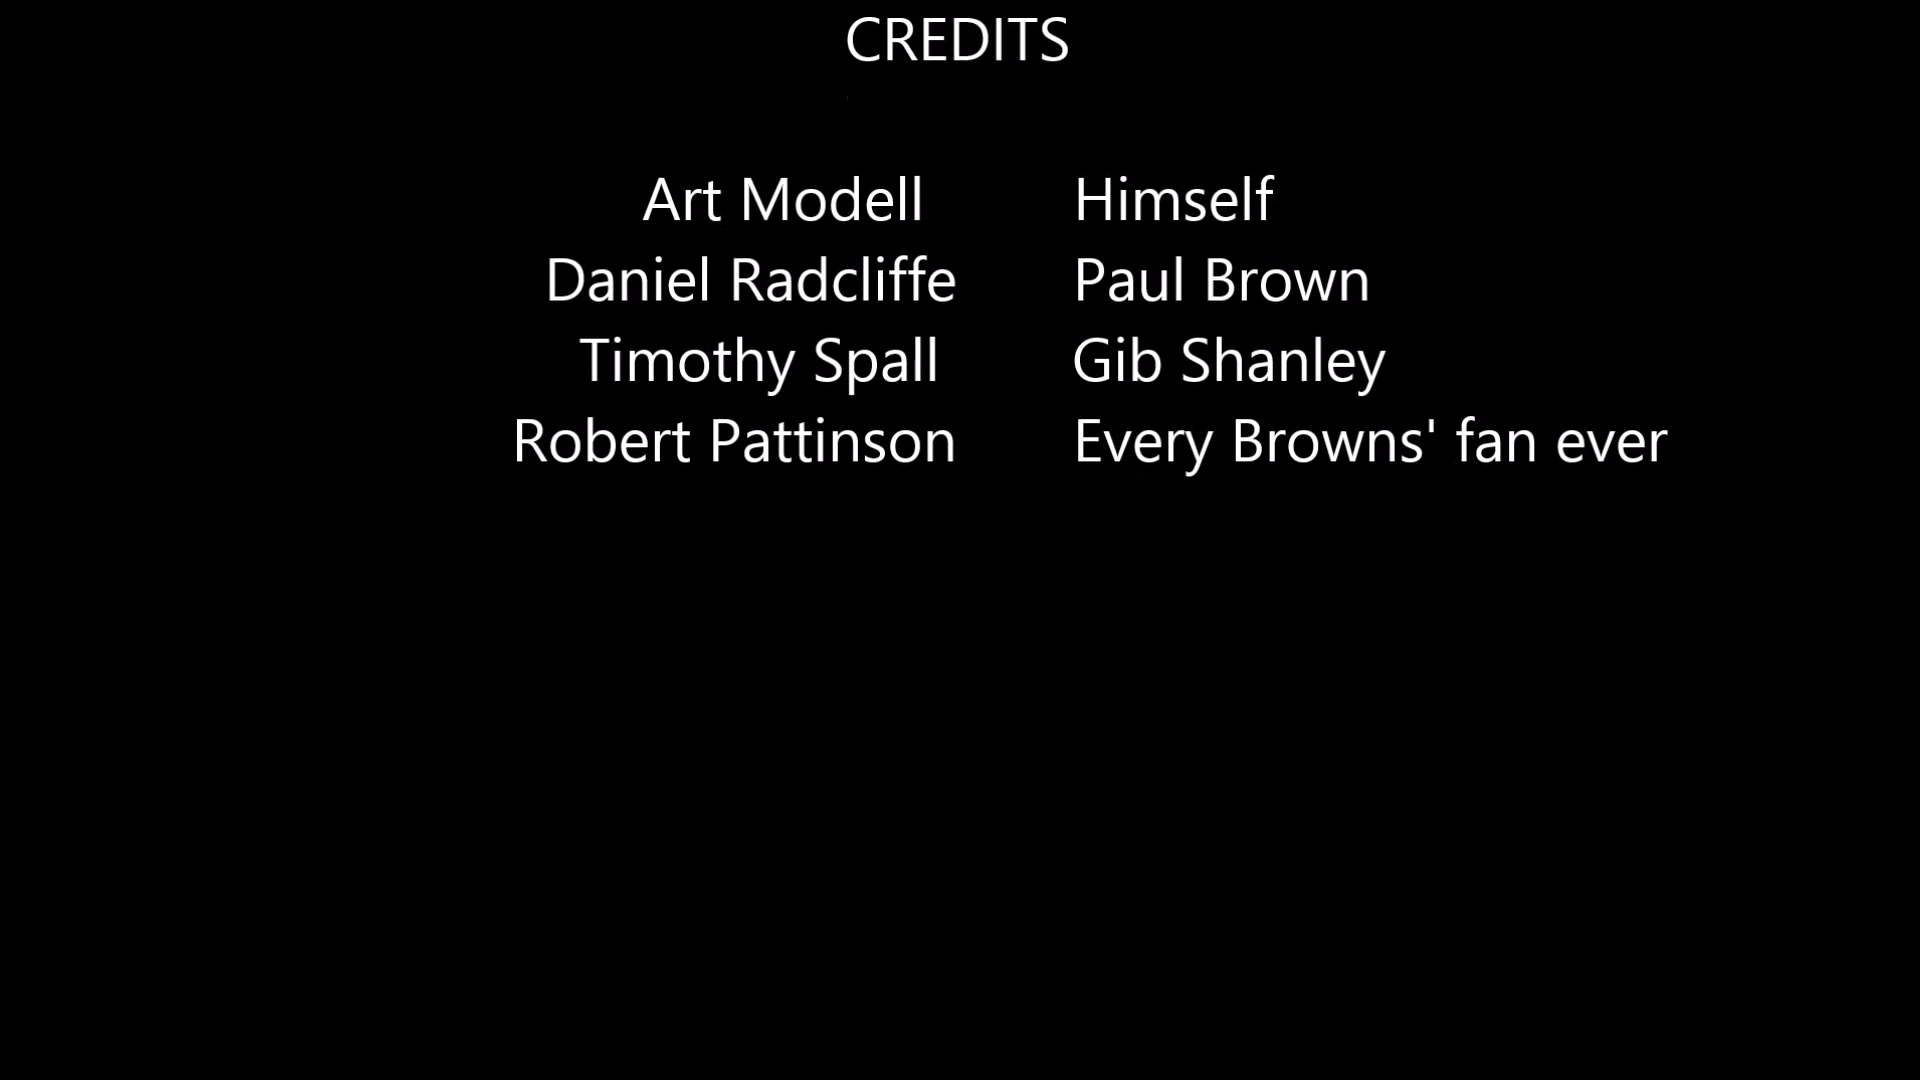 CREDITS
Art Modell Himself
Daniel Radcliffe Paul Brown
Timothy Spall Gib Shanley
Robert Pattinson Every Browns' fan ever